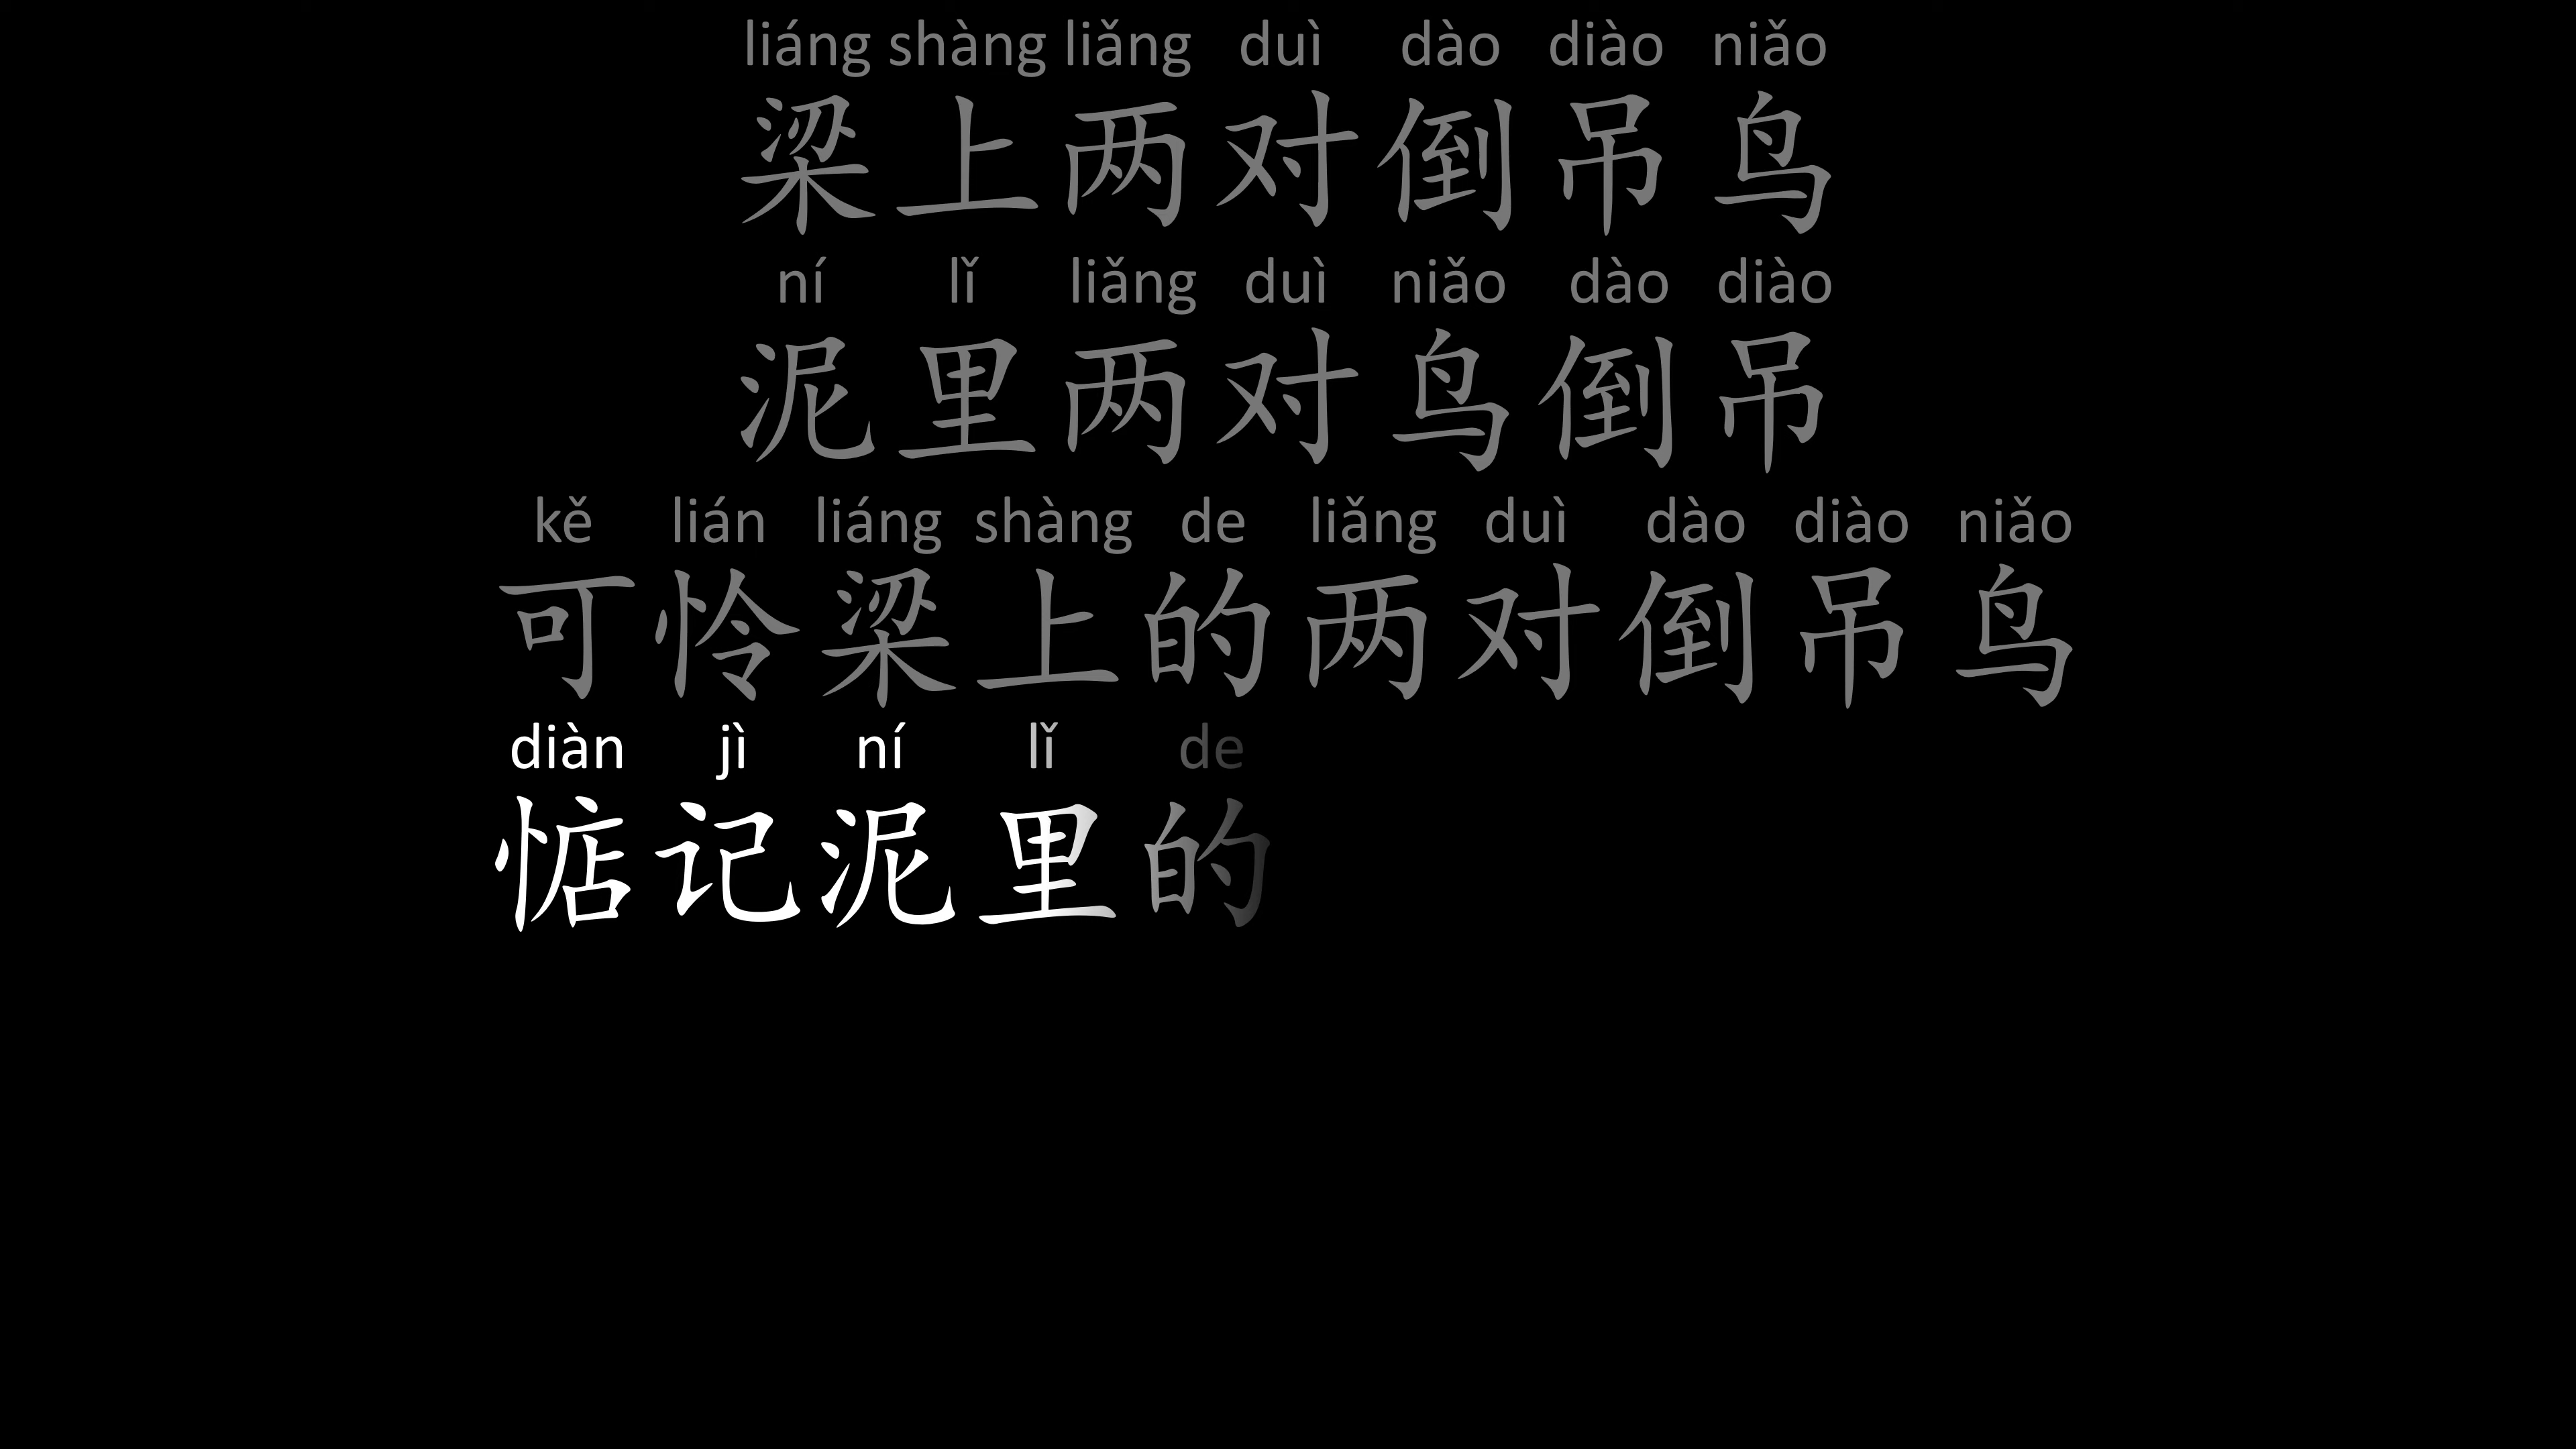 liáng shàng liǎng duì dào diào niǎo
梁上两对倒吊鸟
ní lǐ liǎng duì niǎo dào diào
泥里两对鸟倒吊
kě lián liáng shàng de liǎng duì dào diào niǎo
可怜梁上的两对倒吊鸟
diàn jì ní lǐ de
惦记泥里的